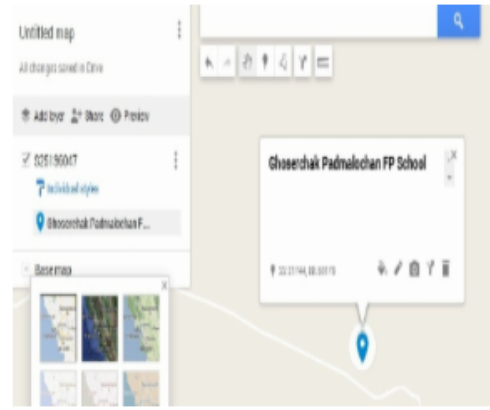 Untitled map
All changes saved in Drive
Add layer Share Preview
Individual styles
Ghoserchak Padmalochan F...
Base map
Ghoserchak Padmalochan FP School